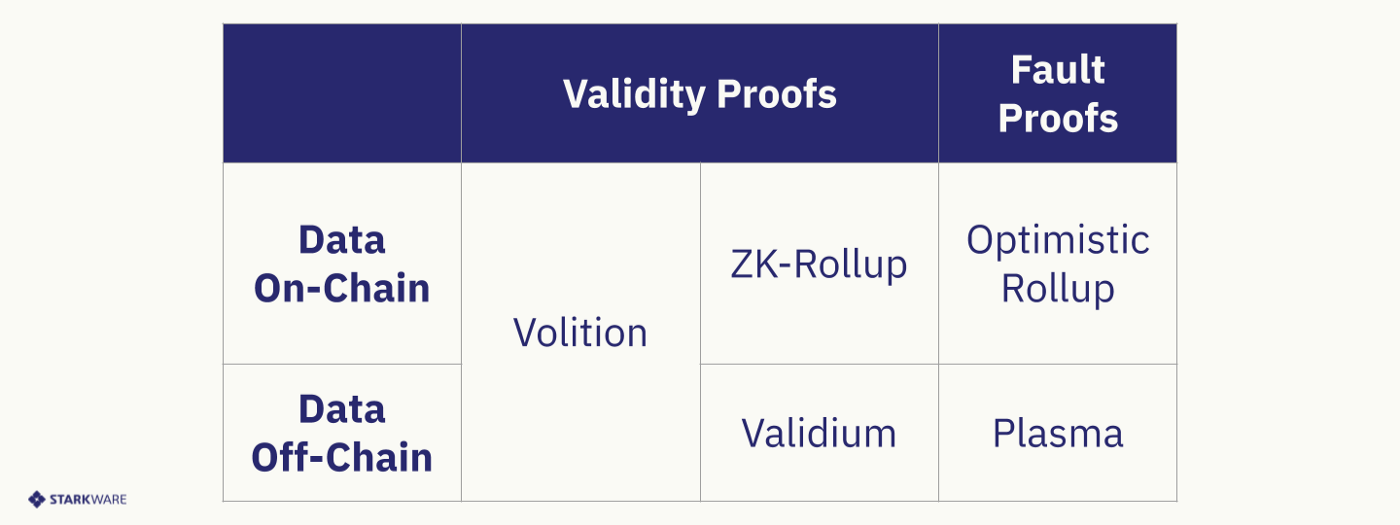 Validity Proofs
Fault
Proofs
Data
On-Chain
Volition
ZK-Rollup
Optimistic
Rollup
Data
Off-Chain
Validium
Plasma
STARKWARE